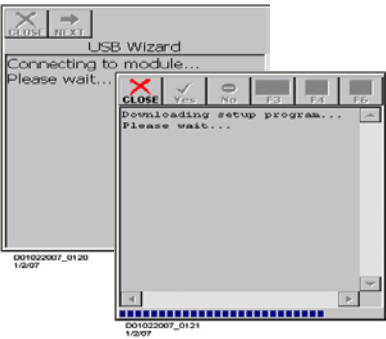 CLOSE NEXT
USB Wizard
Connecting to module...
Please wait...
CLOSE Yes No F3 F4 F5
Downloading setup program...
Please wait...
D01022007_0120
1/2/07
D01022007_0121
1/2/07